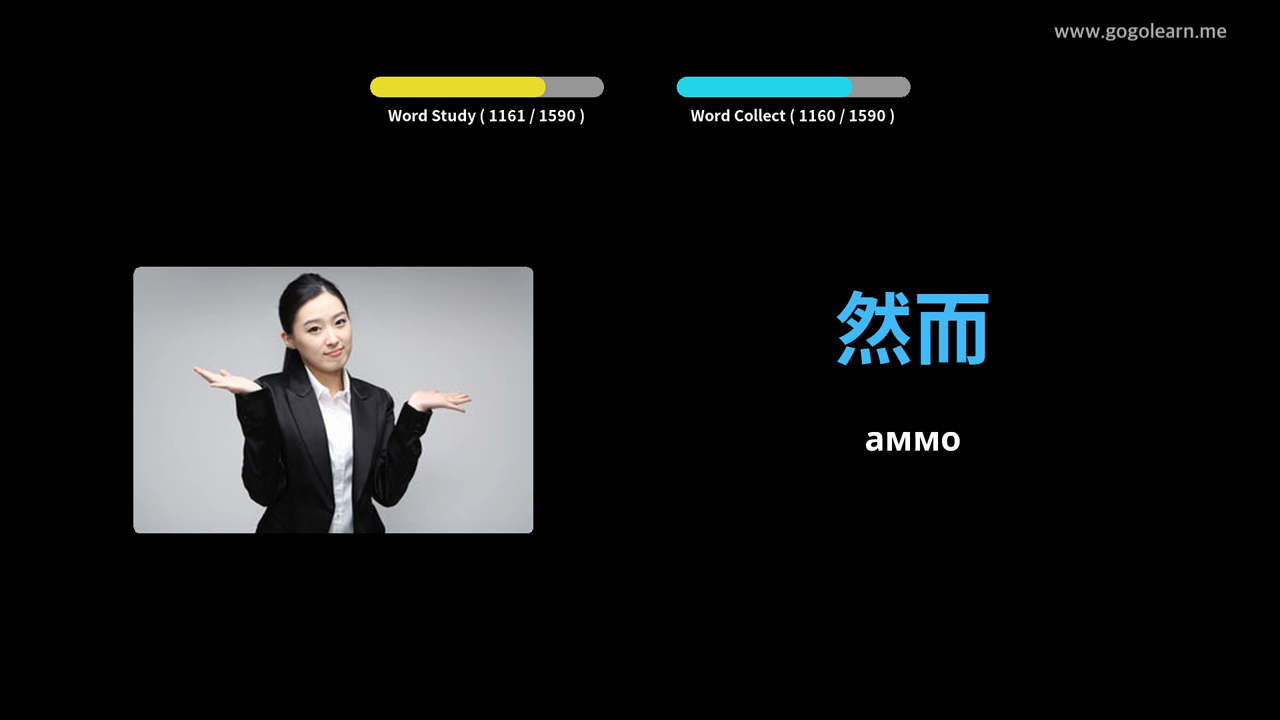 www.gogolearn.me
Word Study ( 1161 / 1590 )
Word Collect ( 1160 / 1590 )
然而
аммо